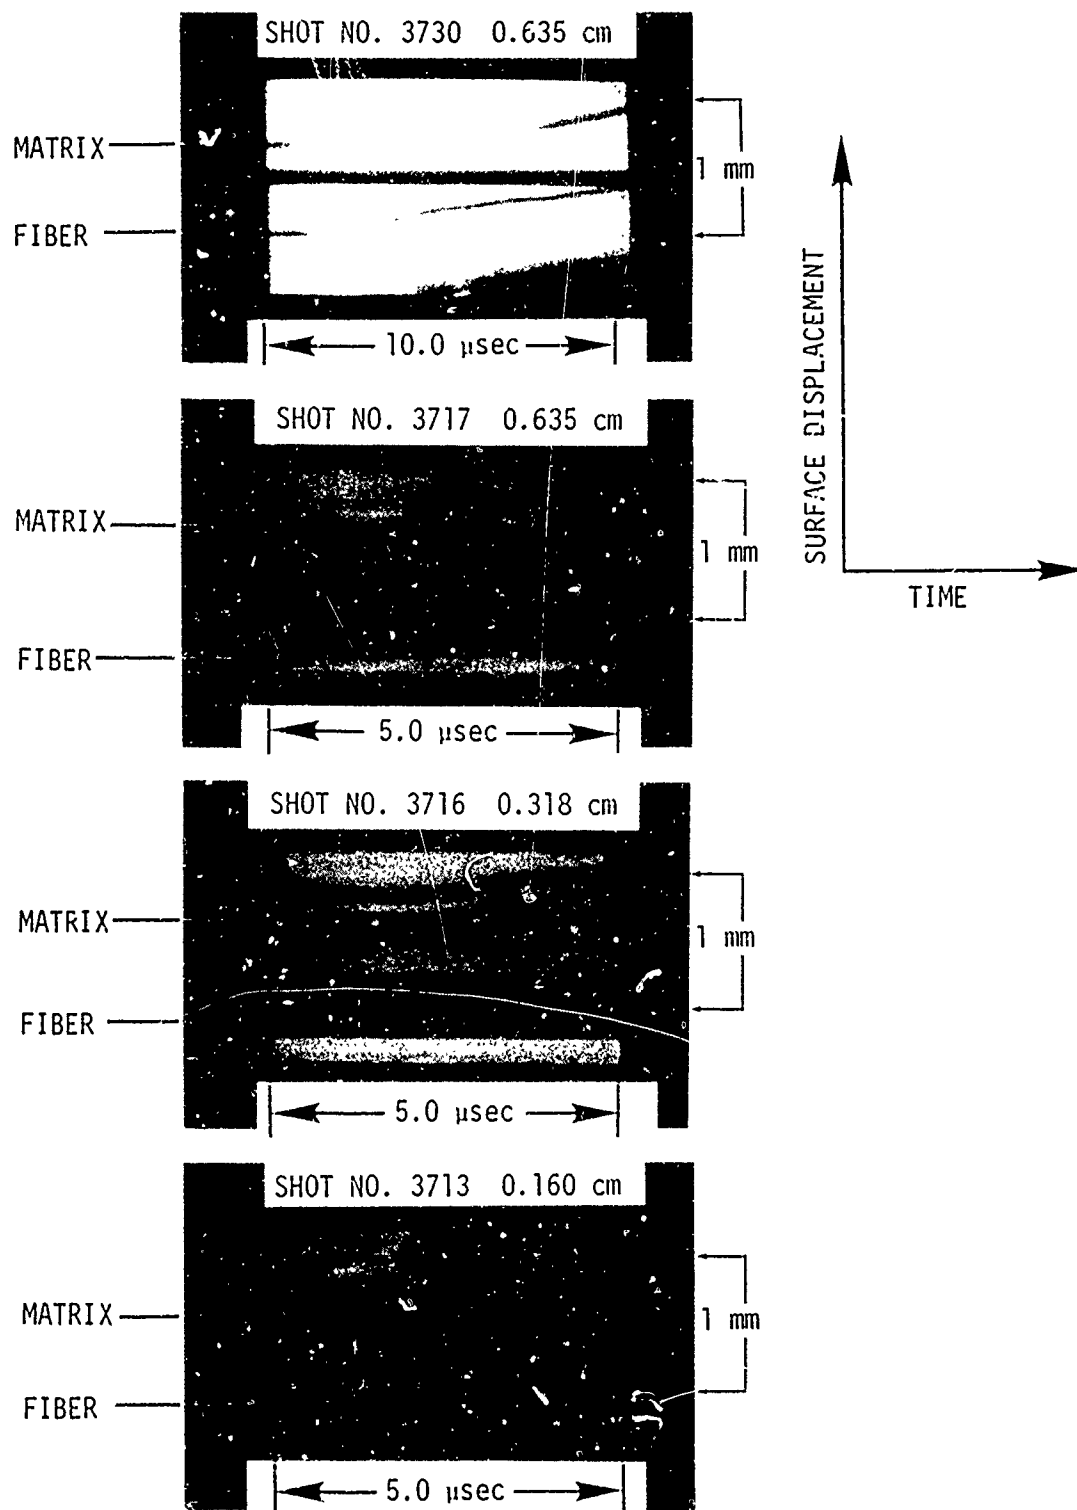 SHOT NO. 3730 0.635 cm
MATRIX
FIBER
1 mm
10.0 μsec
SHOT NO. 3717 0.635 cm
MATRIX
FIBER
1 mm
5.0 μsec
SHOT NO. 3716 0.318 cm
MATRIX
FIBER
1 mm
5.0 μsec
SHOT NO. 3713 0.160 cm
MATRIX
FIBER
1 mm
5.0 μsec
SURFACE DISPLACEMENT
TIME